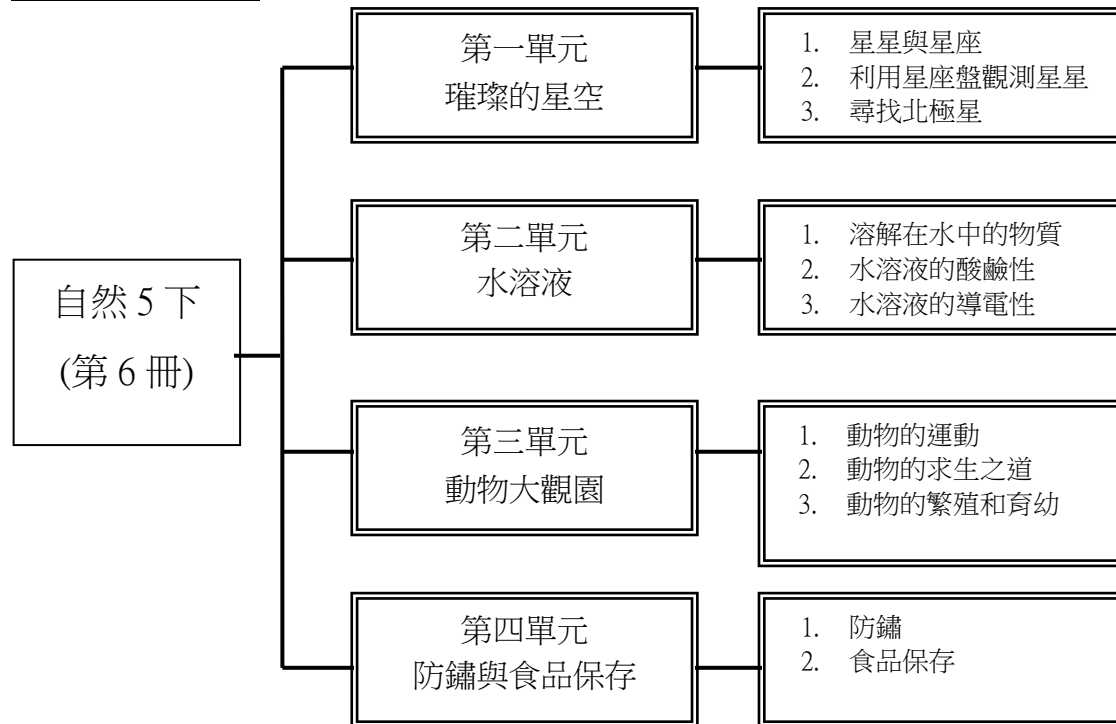 自然 5 下
(第 6 冊)
第一單元
璀璨的星空
1. 星星與星座
2. 利用星座盤觀測星星
3. 尋找北極星
第二單元
水溶液
1. 溶解在水中的物質
2. 水溶液的酸鹼性
3. 水溶液的導電性
第三單元
動物大觀園
1. 動物的運動
2. 動物的求生之道
3. 動物的繁殖和育幼
第四單元
防鏽與食品保存
1. 防鏽
2. 食品保存